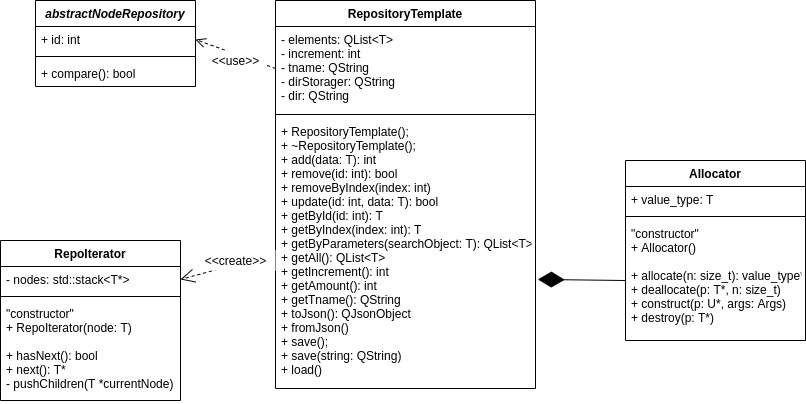 abstractNodeRepository
+ id: int
+ compare(): bool
<<use>>
RepositoryTemplate
- elements: QList<T>
- increment: int
- tname: QString
- dirStorager: QString
- dir: QString
+ RepositoryTemplate();
+ ~RepositoryTemplate();
+ add(data: T): int
+ remove(id: int): bool
+ removeByIndex(index: int)
+ update(id: int, data: T): bool
+ getById(id: int): T
+ getByIndex(index: int): T
+ getByParameters(searchObject: T): QList<T>
+ getAll(): QList<T>
+ getIncrement(): int
+ getAmount(): int
+ getTname(): QString
+ toJson(): QJsonObject
+ fromJson()
+ save();
+ save(string: QString)
+ load()
<<create>>
RepoIterator
- nodes: std::stack<T*>
"constructor"
+ RepoIterator(node: T)
+ hasNext(): bool
+ next(): T*
- pushChildren(T *currentNode)
Allocator
+ value_type: T
"constructor"
+ Allocator()
+ allocate(n: size_t): value_type
+ deallocate(p: T*, n: size_t)
+ construct(p: U*, args: Args)
+ destroy(p: T*)